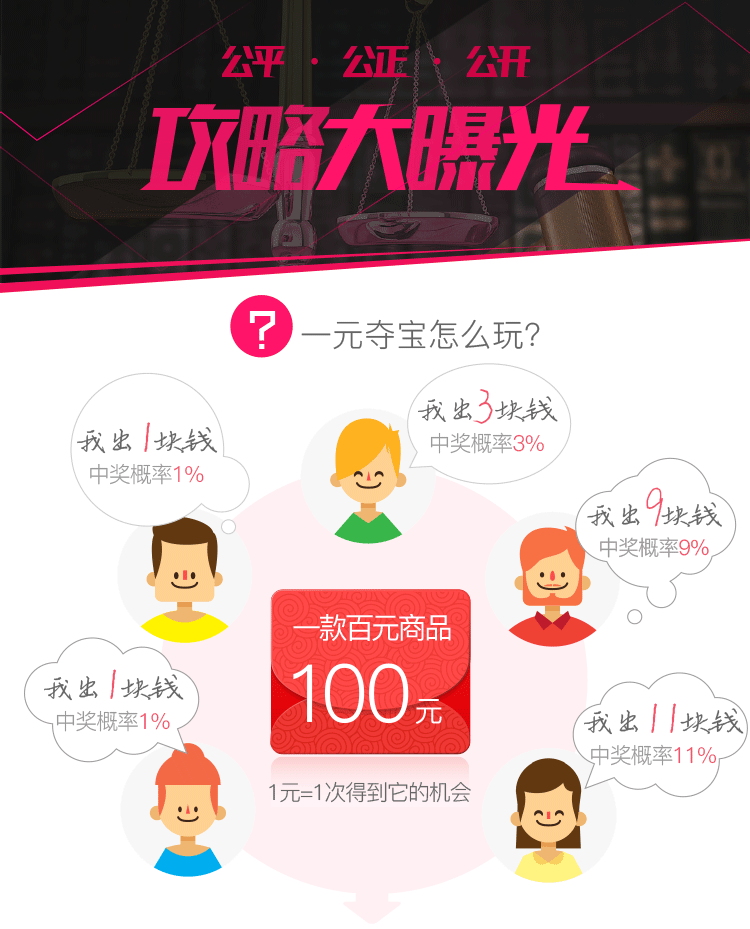 公平·公正·公开
攻略大曝光
?
一元夺宝怎么玩?
我出1块钱
中奖概率1%
我出3块钱
中奖概率3%
我出9块钱
中奖概率9%
一款百元商品
100元
我出1块钱
中奖概率1%
我出11块钱
中奖概率11%
1元=1次得到它的机会